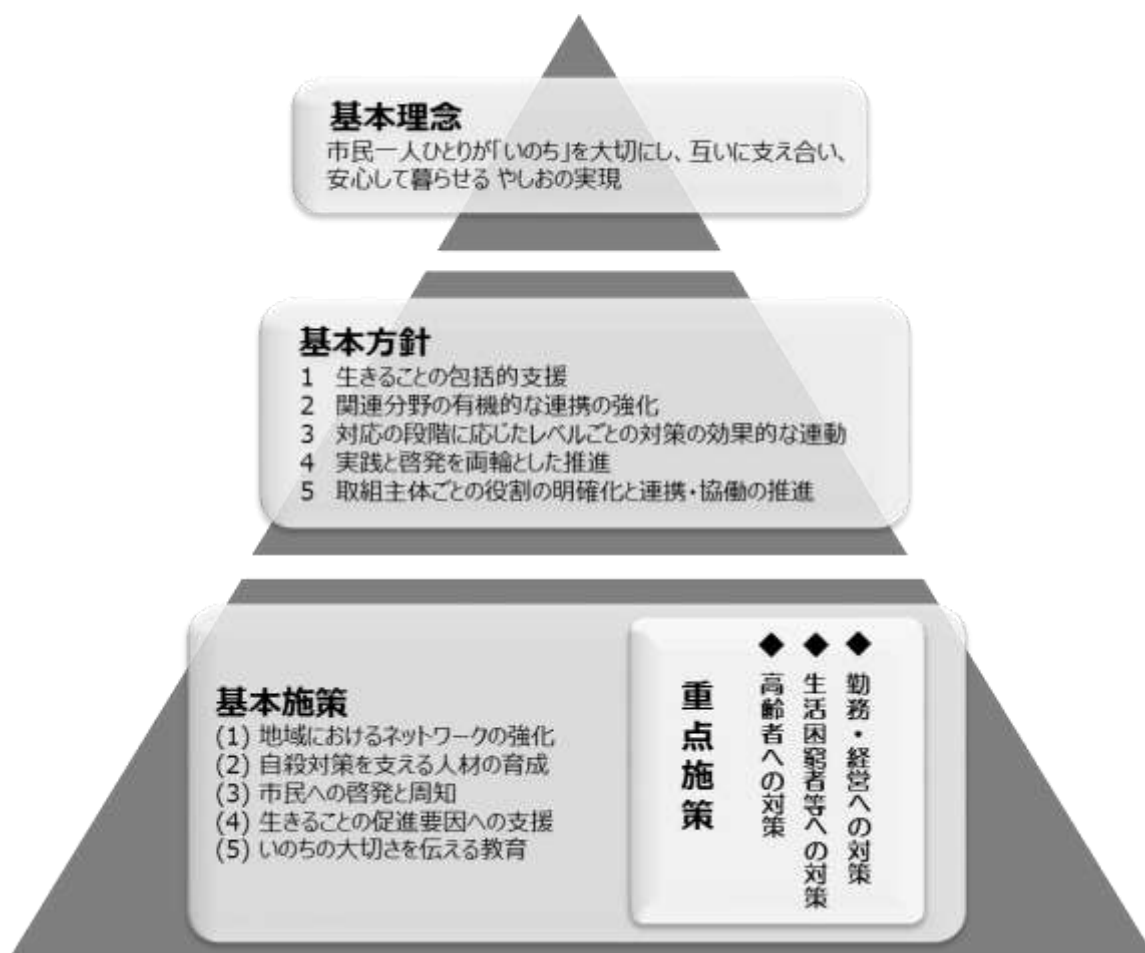 基本理念
市民一人ひとりが「いのち」を大切にし、互いに支え合い、
安心して暮らせる やしおの実現
基本方針
1 生きることの包括的支援
2 関連分野の有機的な連携の強化
3 対応の段階に応じたレベルごとの対策の効果的な連動
4 実践と啓発を両輪とした推進
5 取組主体ごとの役割の明確化と連携・協働の推進
基本施策
(1) 地域におけるネットワークの強化
(2) 自殺対策を支える人材の育成
(3) 市民への啓発と周知
(4) 生きることの促進要因への支援
(5) いのちの大切さを伝える教育
◆ 勤務・経営への対策
◆ 生活困窮者等への対策
◆ 高齢者への対策
重点施策